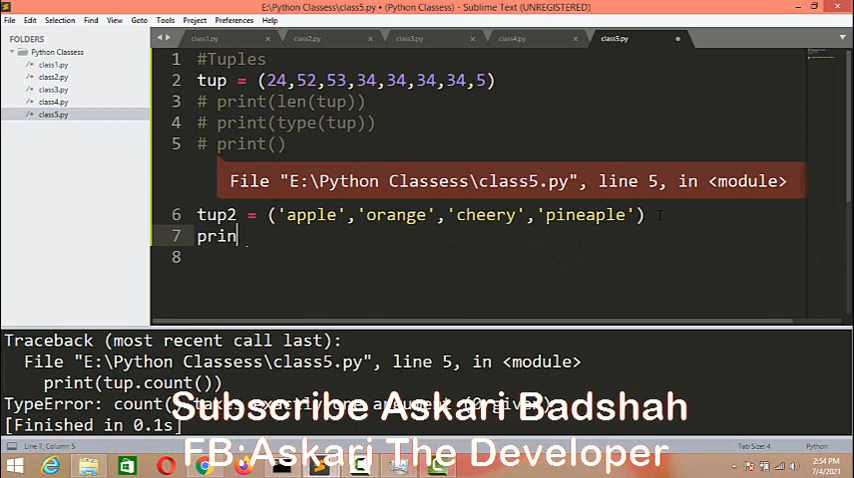 E:\Python Classess\class5.py • (Python Classess) - Sublime Text (UNREGISTERED)
File Edit Selection Find View Goto Tools Project Preferences Help
FOLDERS
Python Classess
class1.py
class2.py
class3.py
class4.py
class5.py
class1.py class2.py class3.py class4.py class5.py
1 #Tuples
2 tup = (24,52,53,34,34,34,34,5)
3 # print(len(tup))
4 # print(type(tup))
5 # print()
File "E:\Python Classess\class5.py", line 5, in <module>
6 tup2 = ('apple','orange','cheery','pineaple')
7 prin
8
Traceback (most recent call last):
File "E:\Python Classess\class5.py", line 5, in <module>
print(tup.count())
TypeError: count() takes exactly one argument (0 given)
[Finished in 0.1s]
Subscribe Askari Badshah
FB:Askari The Developer
Line 7, Column 5 Tab Size: 4 Python
2:54 PM
7/4/2021